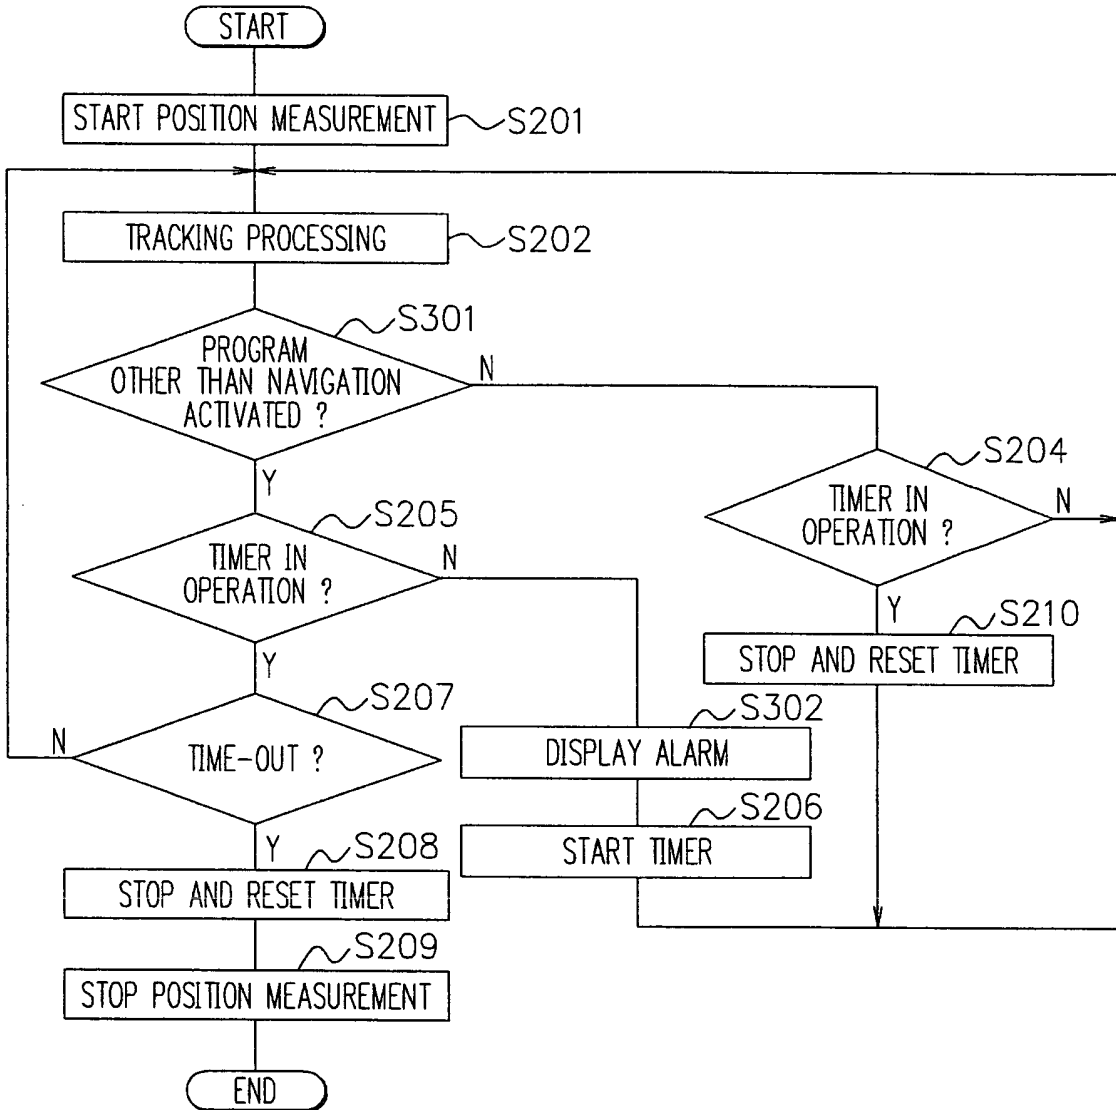 START
START POSITION MEASUREMENT
S201
TRACKING PROCESSING
S202
S301
PROGRAM
OTHER THAN NAVIGATION
ACTIVATED ?
N
Y
S204
TIMER IN
OPERATION ?
N
Y
S205
TIMER IN
OPERATION ?
N
Y
S210
STOP AND RESET TIMER
S207
TIME-OUT ?
N
Y
S302
DISPLAY ALARM
S206
START TIMER
S208
STOP AND RESET TIMER
S209
STOP POSITION MEASUREMENT
END